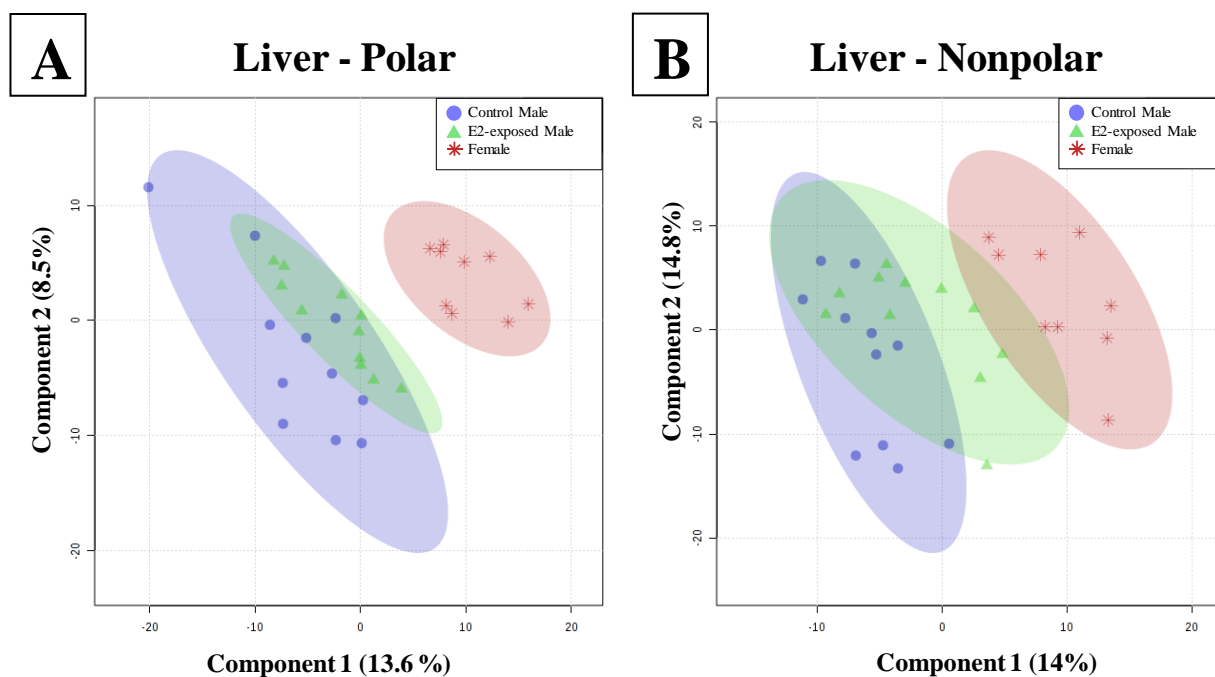 A
Liver - Polar
Control Male
E2-exposed Male
Female
Component 2 (8.5%)
10
0
-10
-20
-20
-10
0
10
20
Component 1 (13.6 %)
B
Liver - Nonpolar
Control Male
E2-exposed Male
Female
Component 2 (14.8%)
20
10
0
-10
-20
-10
0
10
20
Component 1 (14%)